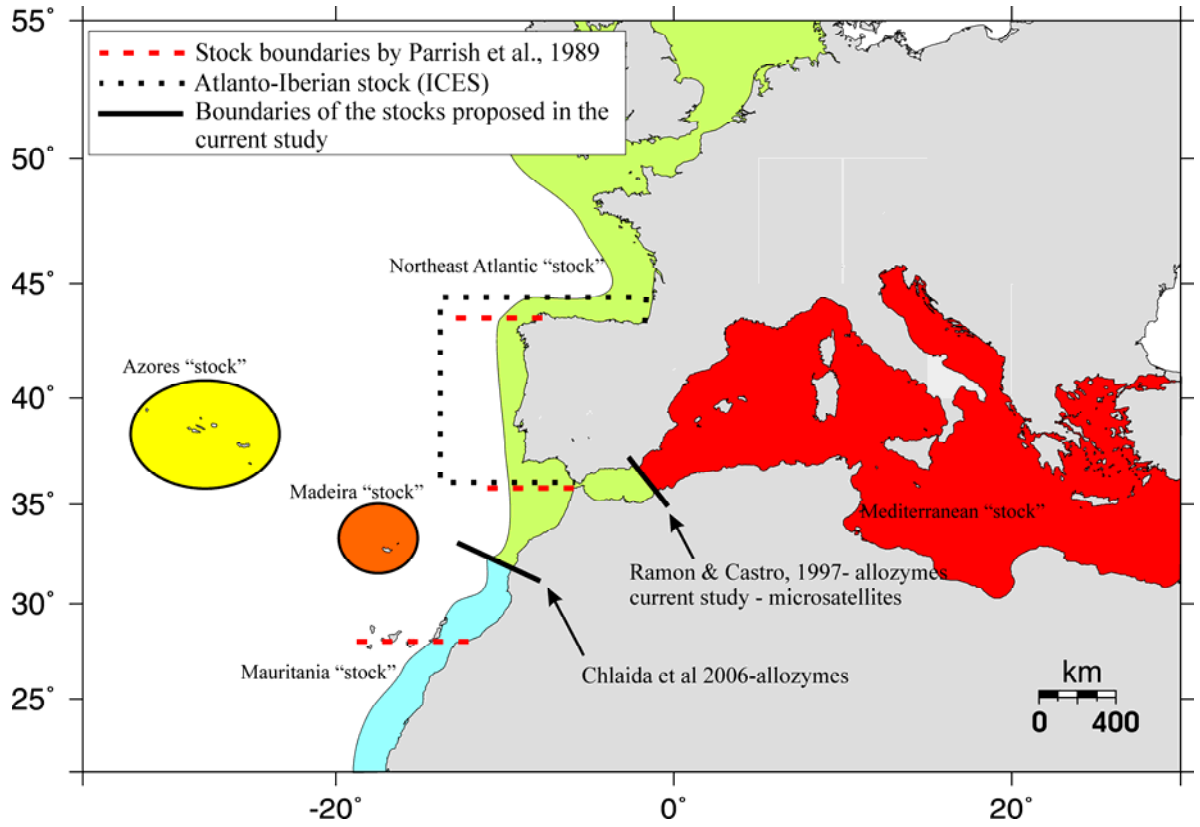 55°
Stock boundaries by Parrish et al., 1989
Atlanto-Iberian stock (ICES)
Boundaries of the stocks proposed in the
current study
50°
Northeast Atlantic “stock”
45°
Azores “stock”
40°
Madeira “stock”
35°
Mediterranean “stock”
Ramon & Castro, 1997- allozymes
current study - microsatellites
30°
Mauritania “stock”
Chlaida et al 2006-allozymes
km
25°
0 400
-20° 0° 20°